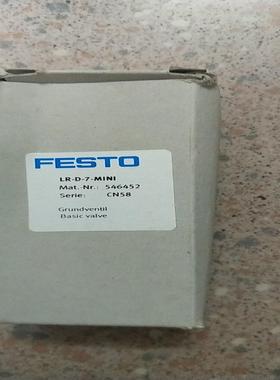 FESTO
LR-D-7-MINI
Mat.-Nr.: 546452
Serie: CN58
Grundventil
Basic valve